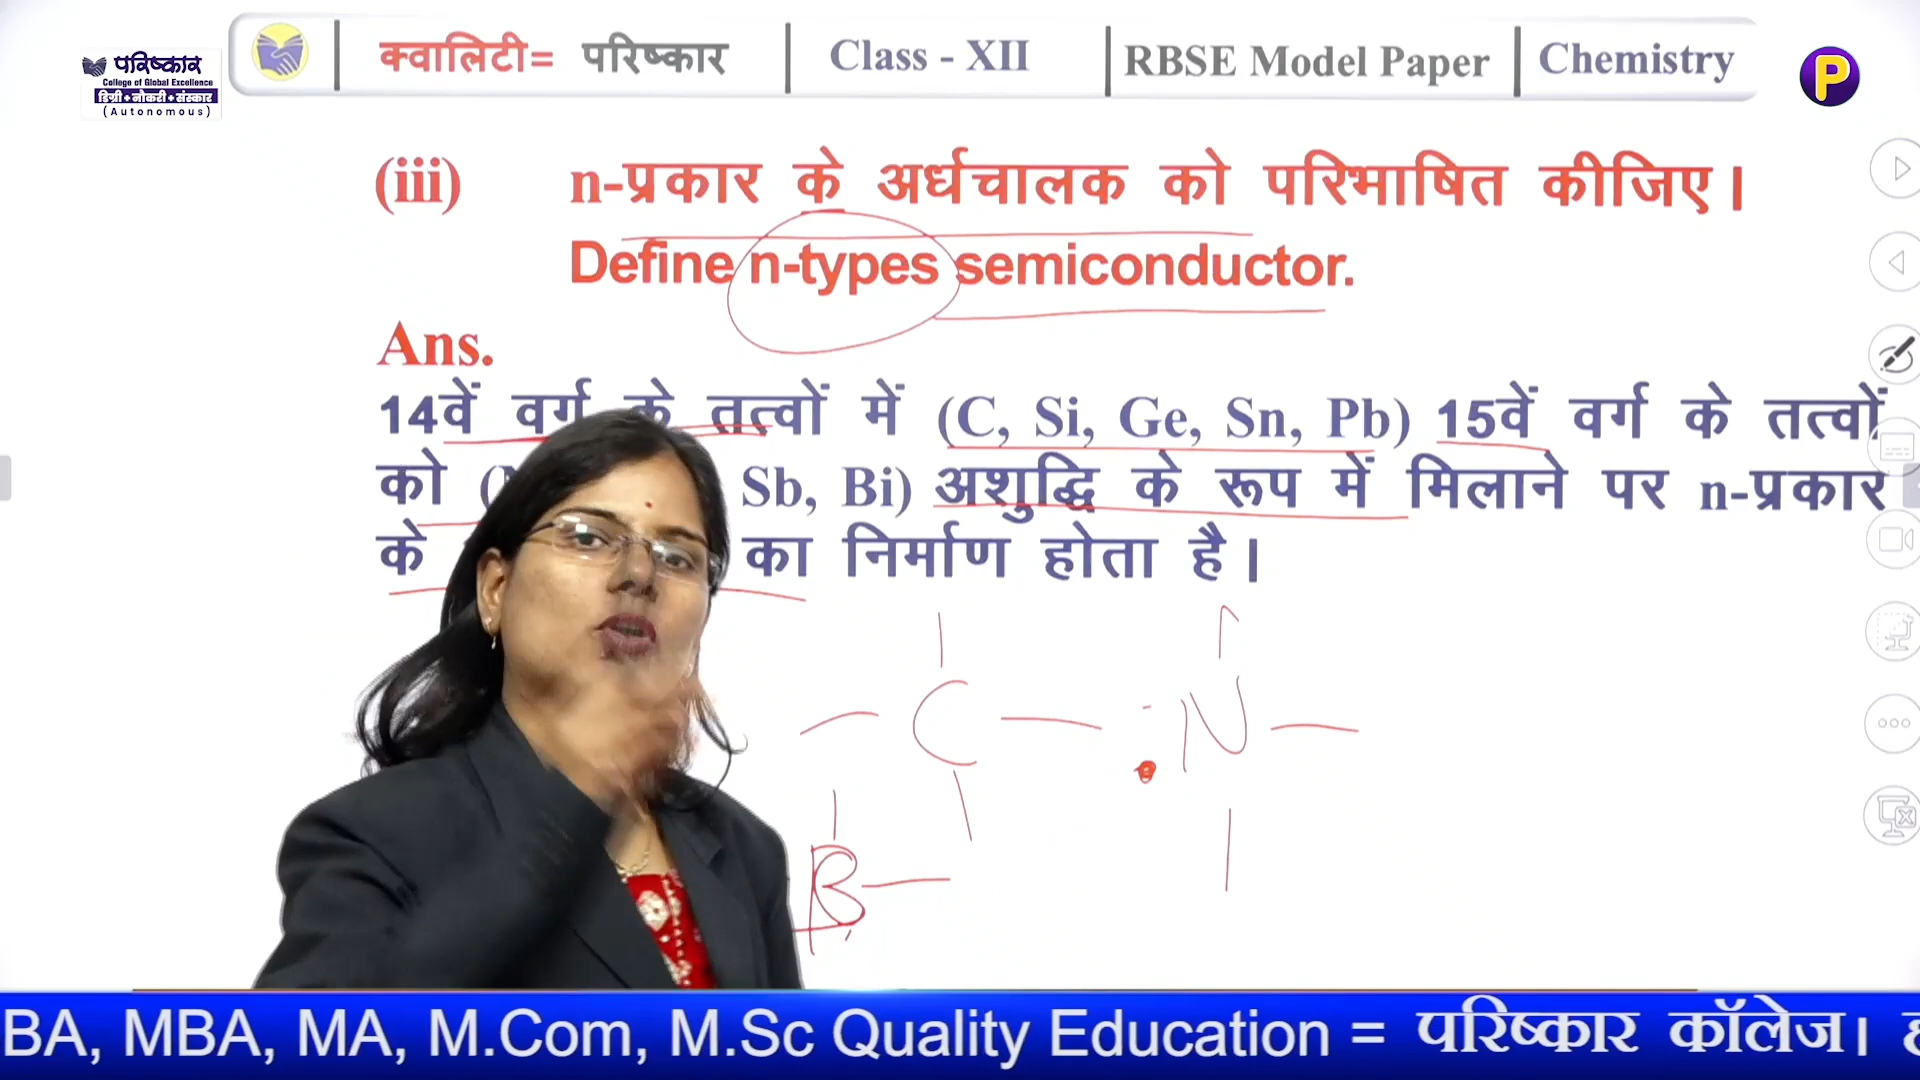 परिष्कार
College of Global Excellence
डिग्री + नौकरी + संस्कार
(Autonomous)
क्वालिटी= परिष्कार
Class - XII
RBSE Model Paper
Chemistry
P
(iii) n-प्रकार के अर्धचालक को परिभाषित कीजिए।
Define n-types semiconductor.
Ans.
14वें वर्ग के तत्वों में (C, Si, Ge, Sn, Pb) 15वें वर्ग के तत्वों
को ( Sb, Bi) अशुद्धि के रूप में मिलाने पर n-प्रकार
के का निर्माण होता है।
C N
B
BA, MBA, MA, M.Com, M.Sc Quality Education = परिष्कार कॉलेज।